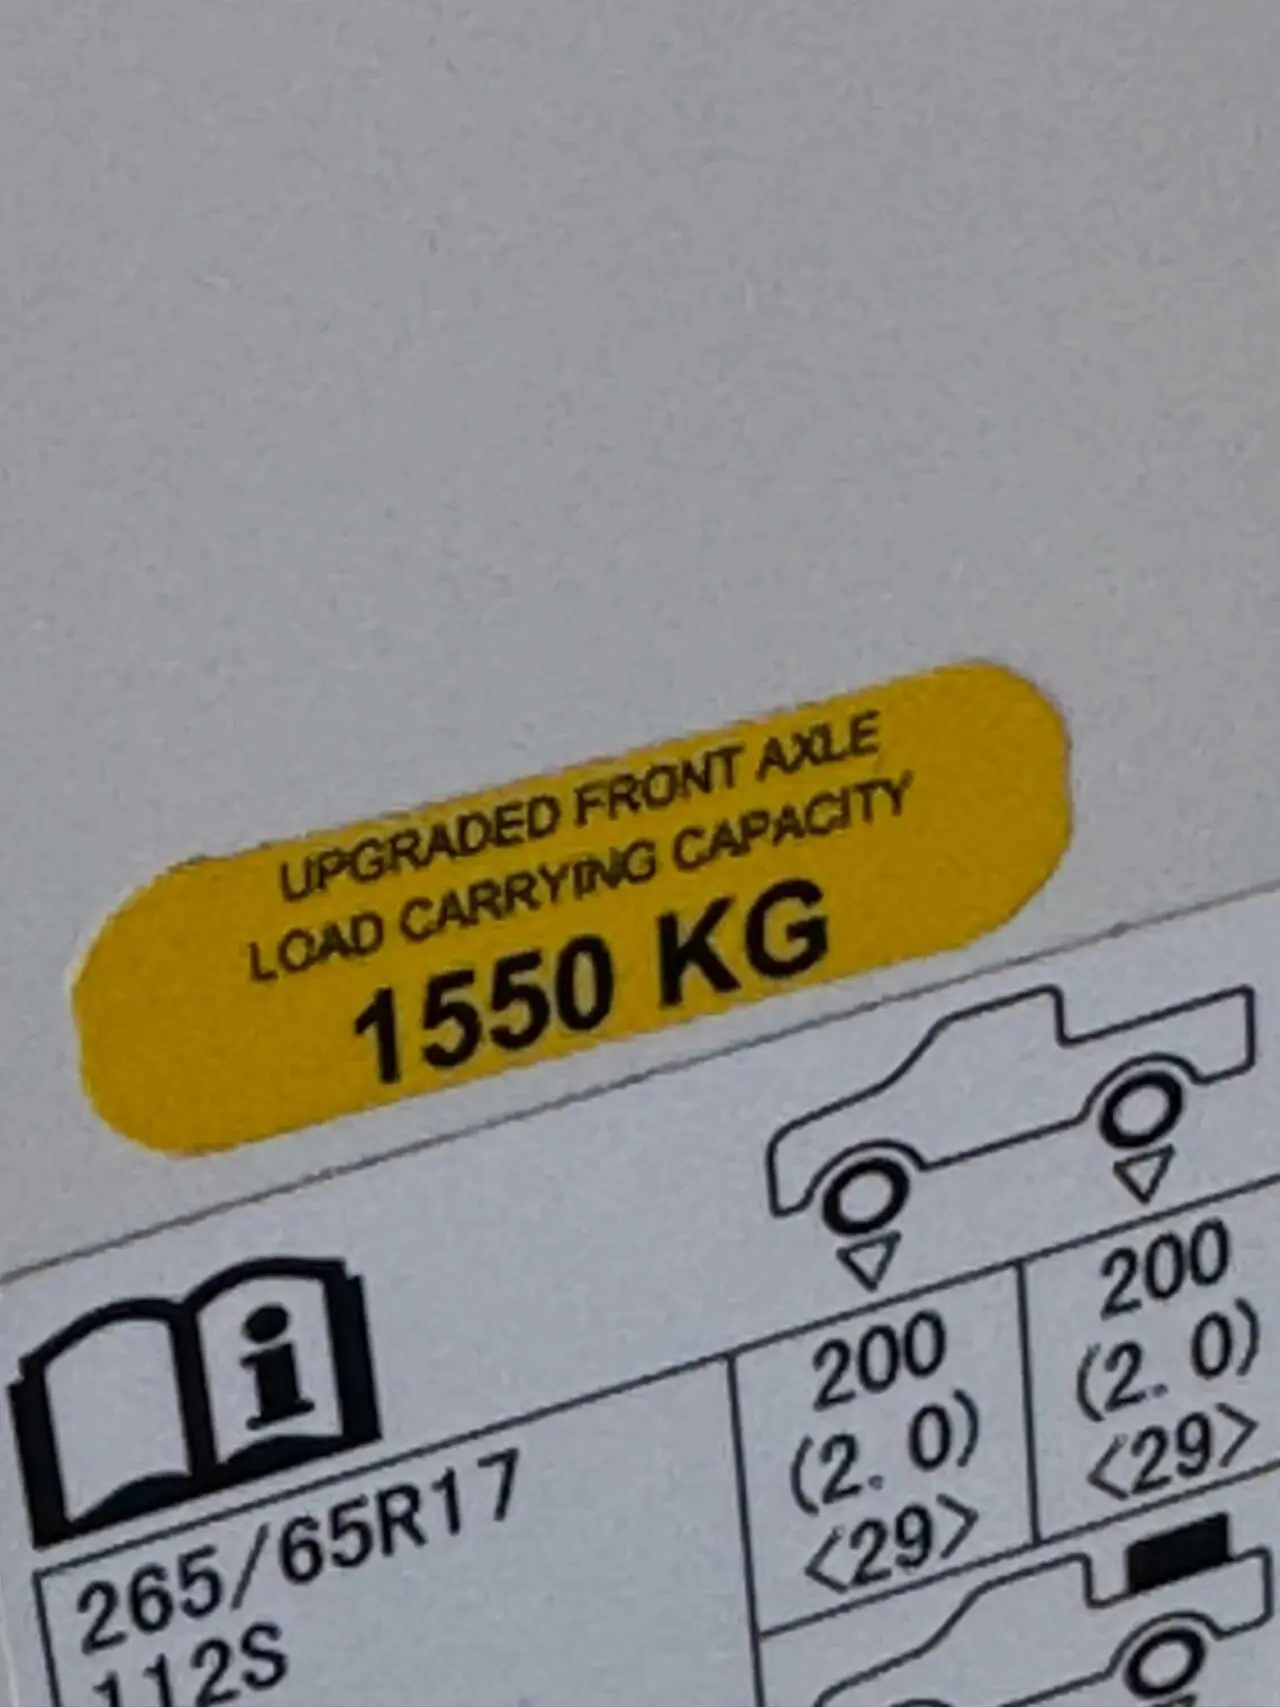 UPGRADED FRONT AXLE
LOAD CARRYING CAPACITY
1550 KG
i
200
(2. 0)
<29>
200
(2. 0)
<29>
265/65R17
112S